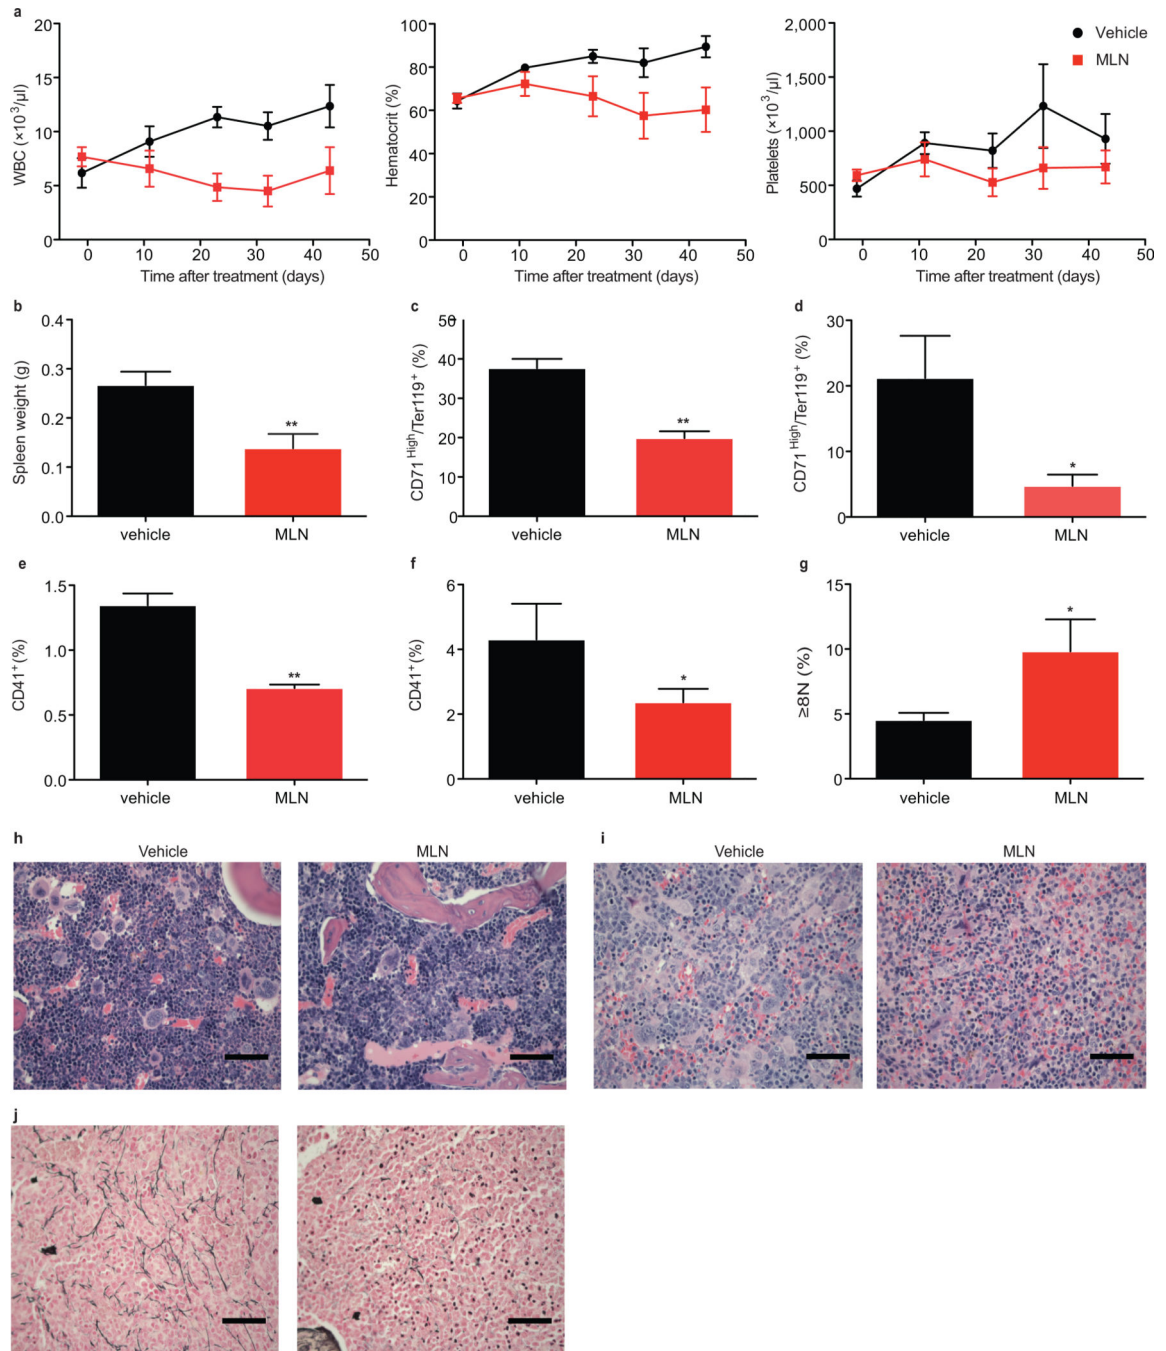 a
20
15
10
5
0
WBC (×10³/µl)
0 10 20 30 40 50
Time after treatment (days)
100
80
60
40
20
0
Hematocrit (%)
0 10 20 30 40 50
Time after treatment (days)
2,000
1,500
1,000
500
0
Platelets (×10³/µl)
0 10 20 30 40 50
Time after treatment (days)
Vehicle
MLN
b
0.4
0.3
0.2
0.1
0.0
Spleen weight (g)
**
vehicle MLN
c
50
40
30
20
10
0
CD71 High/Ter119⁺ (%)
**
vehicle MLN
d
30
20
10
0
CD71 High/Ter119⁺ (%)
*
vehicle MLN
e
1.5
1.0
0.5
0.0
CD41⁺ (%)
**
vehicle MLN
f
6
4
2
0
CD41⁺ (%)
*
vehicle MLN
g
15
10
5
0
≥8N (%)
*
vehicle MLN
h
Vehicle MLN
i
Vehicle MLN
j